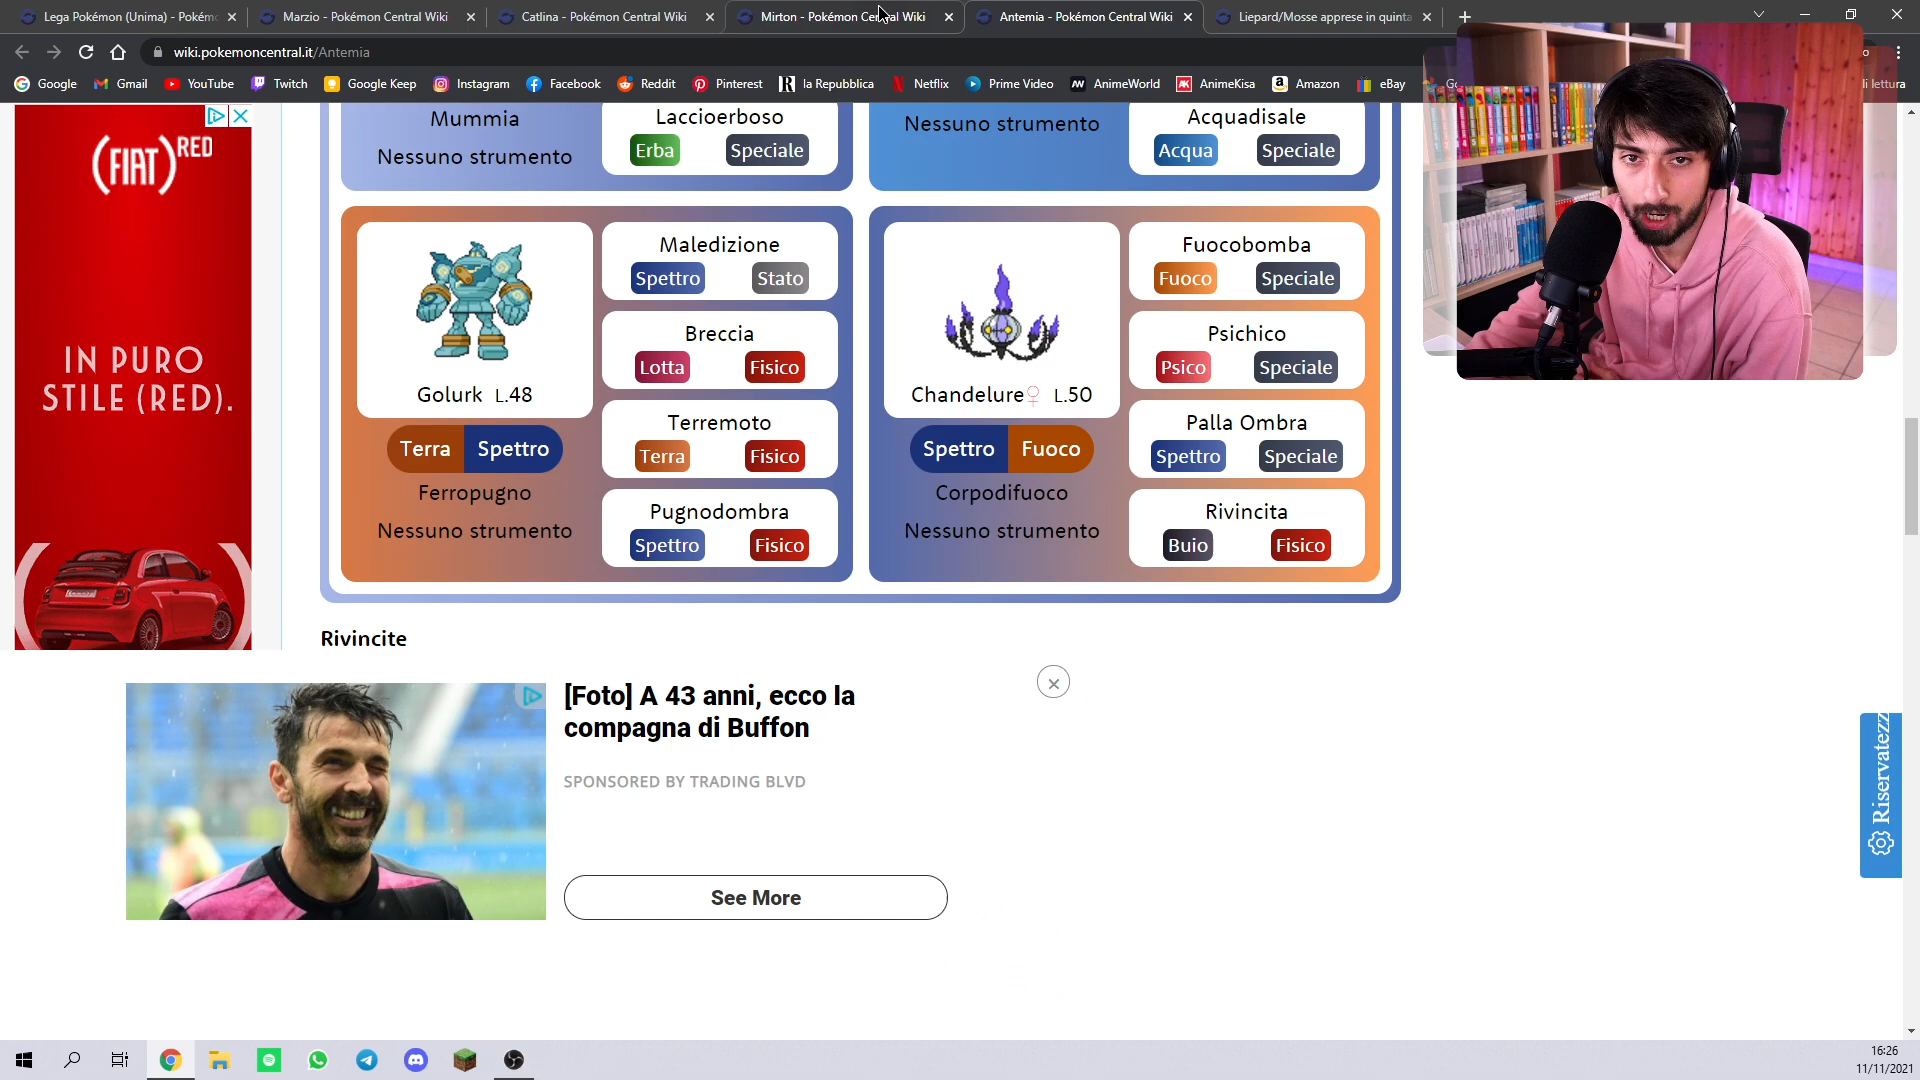 Lega Pokémon (Unima) - Pokém
Marzio - Pokémon Central Wiki
Catlina - Pokémon Central Wiki
Mirton - Pokémon Central Wiki
Antemia - Pokémon Central Wiki
Liepard/Mosse apprese in quinta
wiki.pokemoncentral.it/Antemia
Google
Gmail
YouTube
Twitch
Google Keep
Instagram
Facebook
Reddit
Pinterest
la Repubblica
Netflix
Prime Video
AnimeWorld
AnimeKisa
Amazon
eBay
di lettura
(FIAT)RED
IN PURO
STILE (RED).
Mummia
Nessuno strumento
Laccioerboso
Erba Speciale
Nessuno strumento
Acquadisale
Acqua Speciale
Golurk L.48
Terra Spettro
Ferropugno
Nessuno strumento
Maledizione
Spettro Stato
Breccia
Lotta Fisico
Terremoto
Terra Fisico
Pugnodombra
Spettro Fisico
Chandelure♀ L.50
Spettro Fuoco
Corpodifuoco
Nessuno strumento
Fuocobomba
Fuoco Speciale
Psichico
Psico Speciale
Palla Ombra
Spettro Speciale
Rivincita
Buio Fisico
Rivincite
[Foto] A 43 anni, ecco la
compagna di Buffon
SPONSORED BY TRADING BLVD
See More
Riservatezz
16:26
11/11/2021